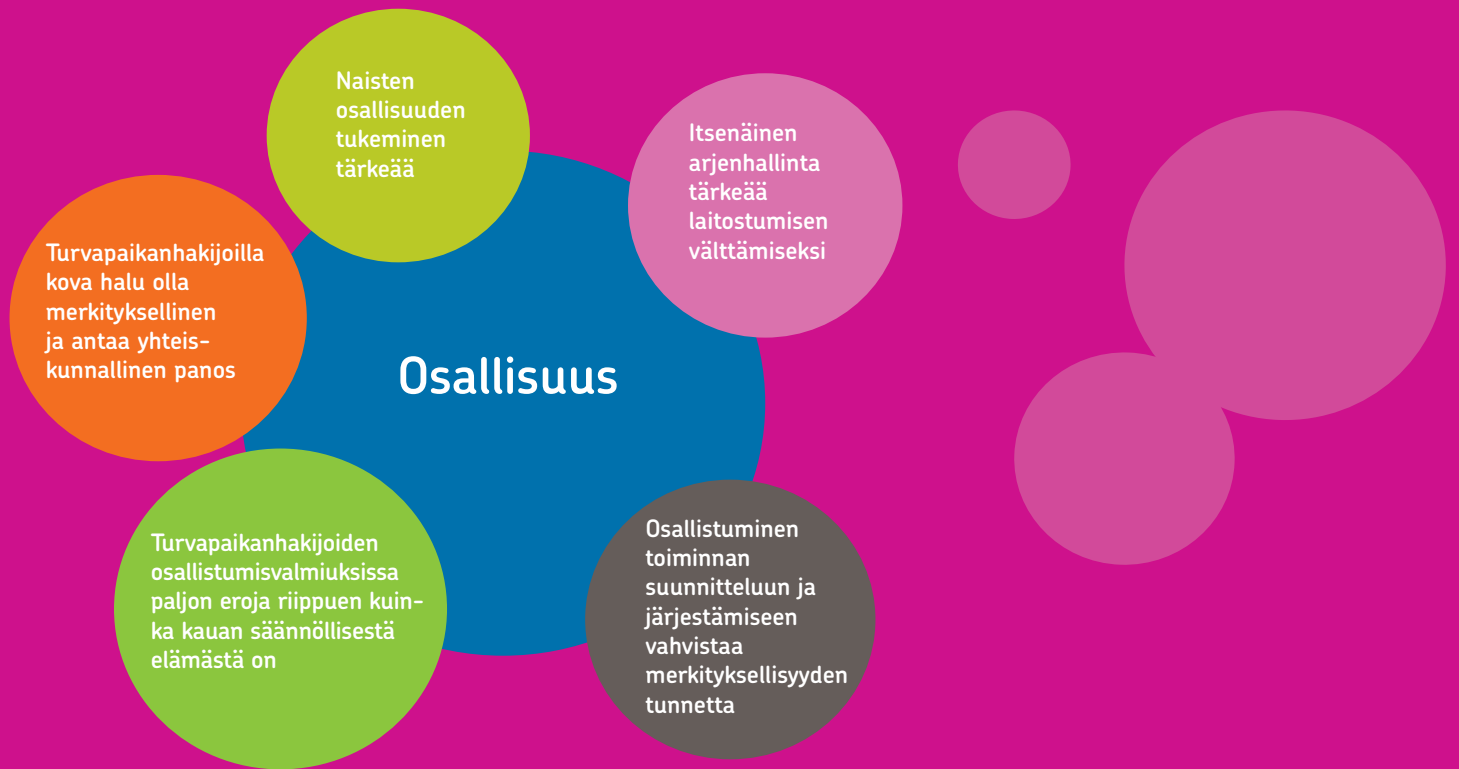 Naisten
osallisuuden
tukeminen
tärkeää
Itsenäinen
arjenhallinta
tärkeää
laitostumisen
välttämiseksi
Turvapaikanhakijoilla
kova halu olla
merkityksellinen
ja antaa yhteis-
kunnallinen panos
Osallisuus
Turvapaikanhakijoiden
osallistumisvalmiuksissa
paljon eroja riippuen kuin-
ka kauan säännöllisestä
elämästä on
Osallistuminen
toiminnan
suunnitteluun ja
järjestämiseen
vahvistaa
merkityksellisyyden
tunnetta